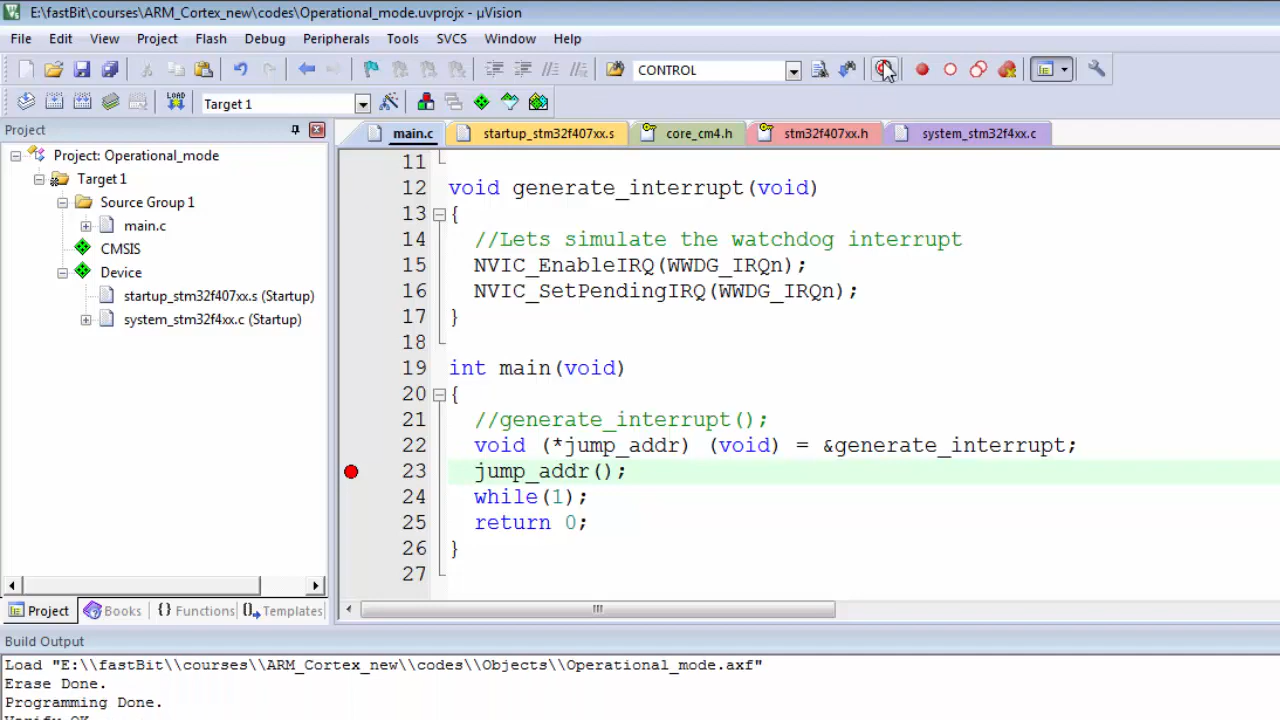 E:\fastBit\courses\ARM_Cortex_new\codes\Operational_mode.uvprojx - µVision
File Edit View Project Flash Debug Peripherals Tools SVCS Window Help
CONTROL
LOAD Target 1
Project
main.c startup_stm32f407xx.s core_cm4.h stm32f407xx.h system_stm32f4xx.c
Project: Operational_mode
Target 1
Source Group 1
main.c
CMSIS
Device
startup_stm32f407xx.s (Startup)
system_stm32f4xx.c (Startup)
11
12 void generate_interrupt(void)
13 {
14 //Lets simulate the watchdog interrupt
15 NVIC_EnableIRQ(WWDG_IRQn);
16 NVIC_SetPendingIRQ(WWDG_IRQn);
17 }
18
19 int main(void)
20 {
21 //generate_interrupt();
22 void (*jump_addr) (void) = &generate_interrupt;
23 jump_addr();
24 while(1);
25 return 0;
26 }
27
Project Books {} Functions Templates
Build Output
Load "E:\\fastBit\\courses\\ARM_Cortex_new\\codes\\Objects\\Operational_mode.axf"
Erase Done.
Programming Done.
Verify OK